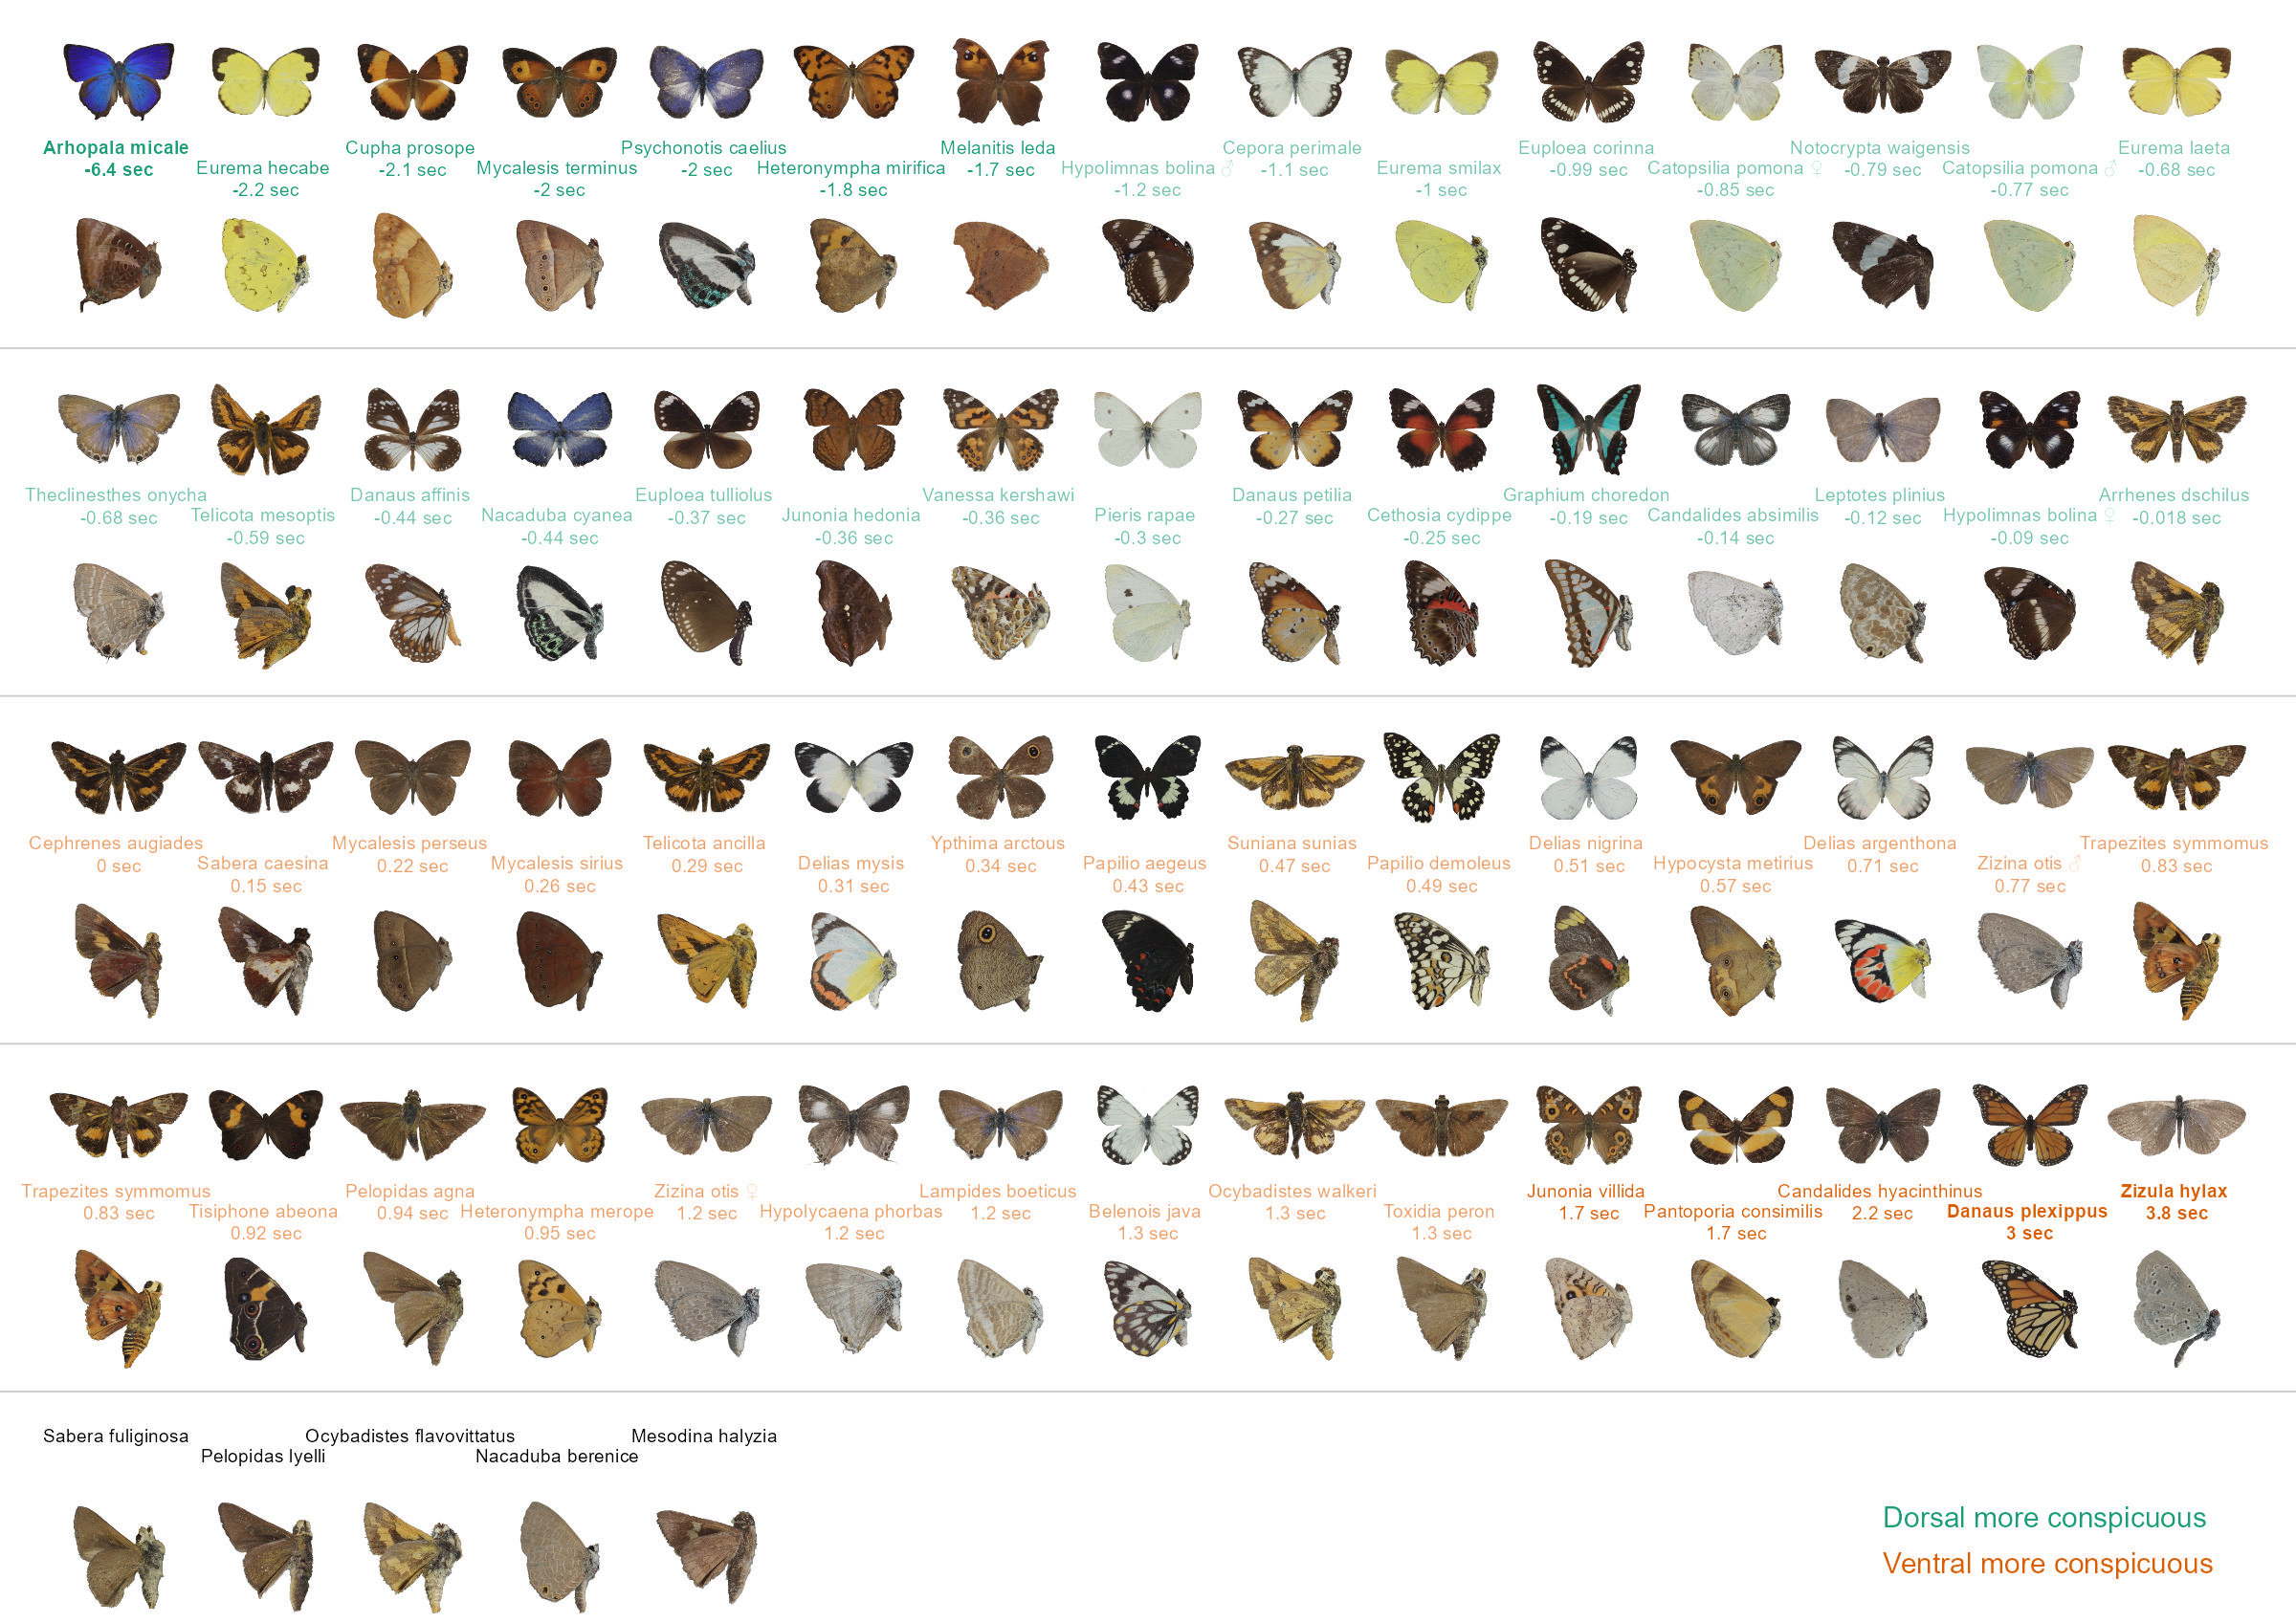 Arhopala micale
-6.4 sec
Eurema hecabe
-2.2 sec
Cupha prosope
-2.1 sec
Mycalesis terminus
-2 sec
Psychonotis caelius
-2 sec
Heteronympha mirifica
-1.8 sec
Melanitis leda
-1.7 sec
Hypolimnas bolina ♂
-1.2 sec
Cepora perimale
-1.1 sec
Eurema smilax
-1 sec
Euploea corinna
-0.99 sec
Catopsilia pomona ♀
-0.85 sec
Notocrypta waigensis
-0.79 sec
Catopsilia pomona ♂
-0.77 sec
Eurema laeta
-0.68 sec
Theclinesthes onycha
-0.68 sec
Telicota mesoptis
-0.59 sec
Danaus affinis
-0.44 sec
Nacaduba cyanea
-0.44 sec
Euploea tulliolus
-0.37 sec
Junonia hedonia
-0.36 sec
Vanessa kershawi
-0.36 sec
Pieris rapae
-0.3 sec
Danaus petilia
-0.27 sec
Cethosia cydippe
-0.25 sec
Graphium choredon
-0.19 sec
Candalides absimilis
-0.14 sec
Leptotes plinius
-0.12 sec
Hypolimnas bolina ♀
-0.09 sec
Arrhenes dschilus
-0.018 sec
Cephrenes augiades
0 sec
Sabera caesina
0.15 sec
Mycalesis perseus
0.22 sec
Mycalesis sirius
0.26 sec
Telicota ancilla
0.29 sec
Delias mysis
0.31 sec
Ypthima arctous
0.34 sec
Papilio aegeus
0.43 sec
Suniana sunias
0.47 sec
Papilio demoleus
0.49 sec
Delias nigrina
0.51 sec
Hypocysta metirius
0.57 sec
Delias argenthona
0.71 sec
Zizina otis ♂
0.77 sec
Trapezites symmomus
0.83 sec
Trapezites symmomus
0.83 sec
Tisiphone abeona
0.92 sec
Pelopidas agna
0.94 sec
Heteronympha merope
0.95 sec
Zizina otis ♀
1.2 sec
Hypolycaena phorbas
1.2 sec
Lampides boeticus
1.2 sec
Belenois java
1.3 sec
Ocybadistes walkeri
1.3 sec
Toxidia peron
1.3 sec
Junonia villida
1.7 sec
Pantoporia consimilis
1.7 sec
Candalides hyacinthinus
2.2 sec
Danaus plexippus
3 sec
Zizula hylax
3.8 sec
Sabera fuliginosa
Pelopidas lyelli
Ocybadistes flavovittatus
Nacaduba berenice
Mesodina halyzia
Dorsal more conspicuous
Ventral more conspicuous